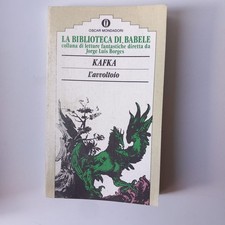 OSCAR MONDADORI
LA BIBLIOTECA DI BABELE
collana di letture fantastiche diretta da
Jorge Luis Borges
KAFKA
L'avvoltoio